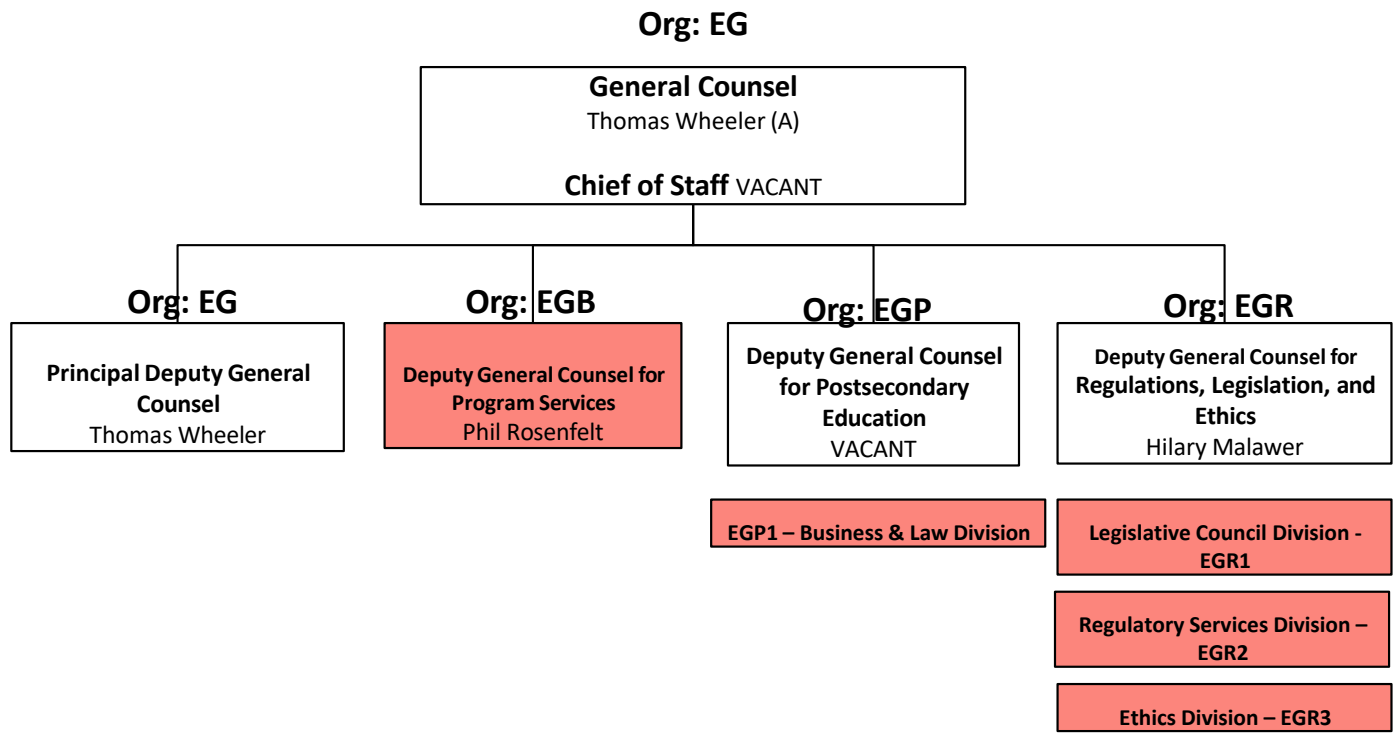 Org: EG
General Counsel
Thomas Wheeler (A)
Chief of Staff VACANT
Org: EG
Principal Deputy General
Counsel
Thomas Wheeler
Org: EGB
Deputy General Counsel for
Program Services
Phil Rosenfelt
Org: EGP
Deputy General Counsel
for Postsecondary
Education
VACANT
EGP1 – Business & Law Division
Org: EGR
Deputy General Counsel for
Regulations, Legislation, and
Ethics
Hilary Malawer
Legislative Council Division -
EGR1
Regulatory Services Division –
EGR2
Ethics Division – EGR3